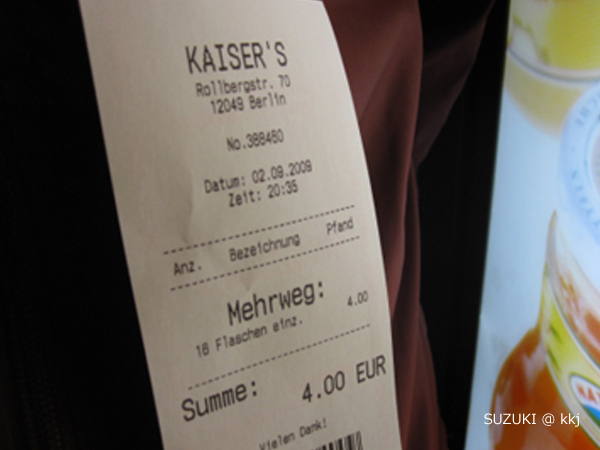 KAISER'S
Rollbergstr. 70
12049 Berlin
No.388480
Datum: 02.09.2009
Zeit: 20:35
Anz. Bezeichnung Pfand
Mehrweg:
16 Flaschen einz. 4.00
Summe: 4.00 EUR
Vielen Dank!
SUZUKI @ kkj